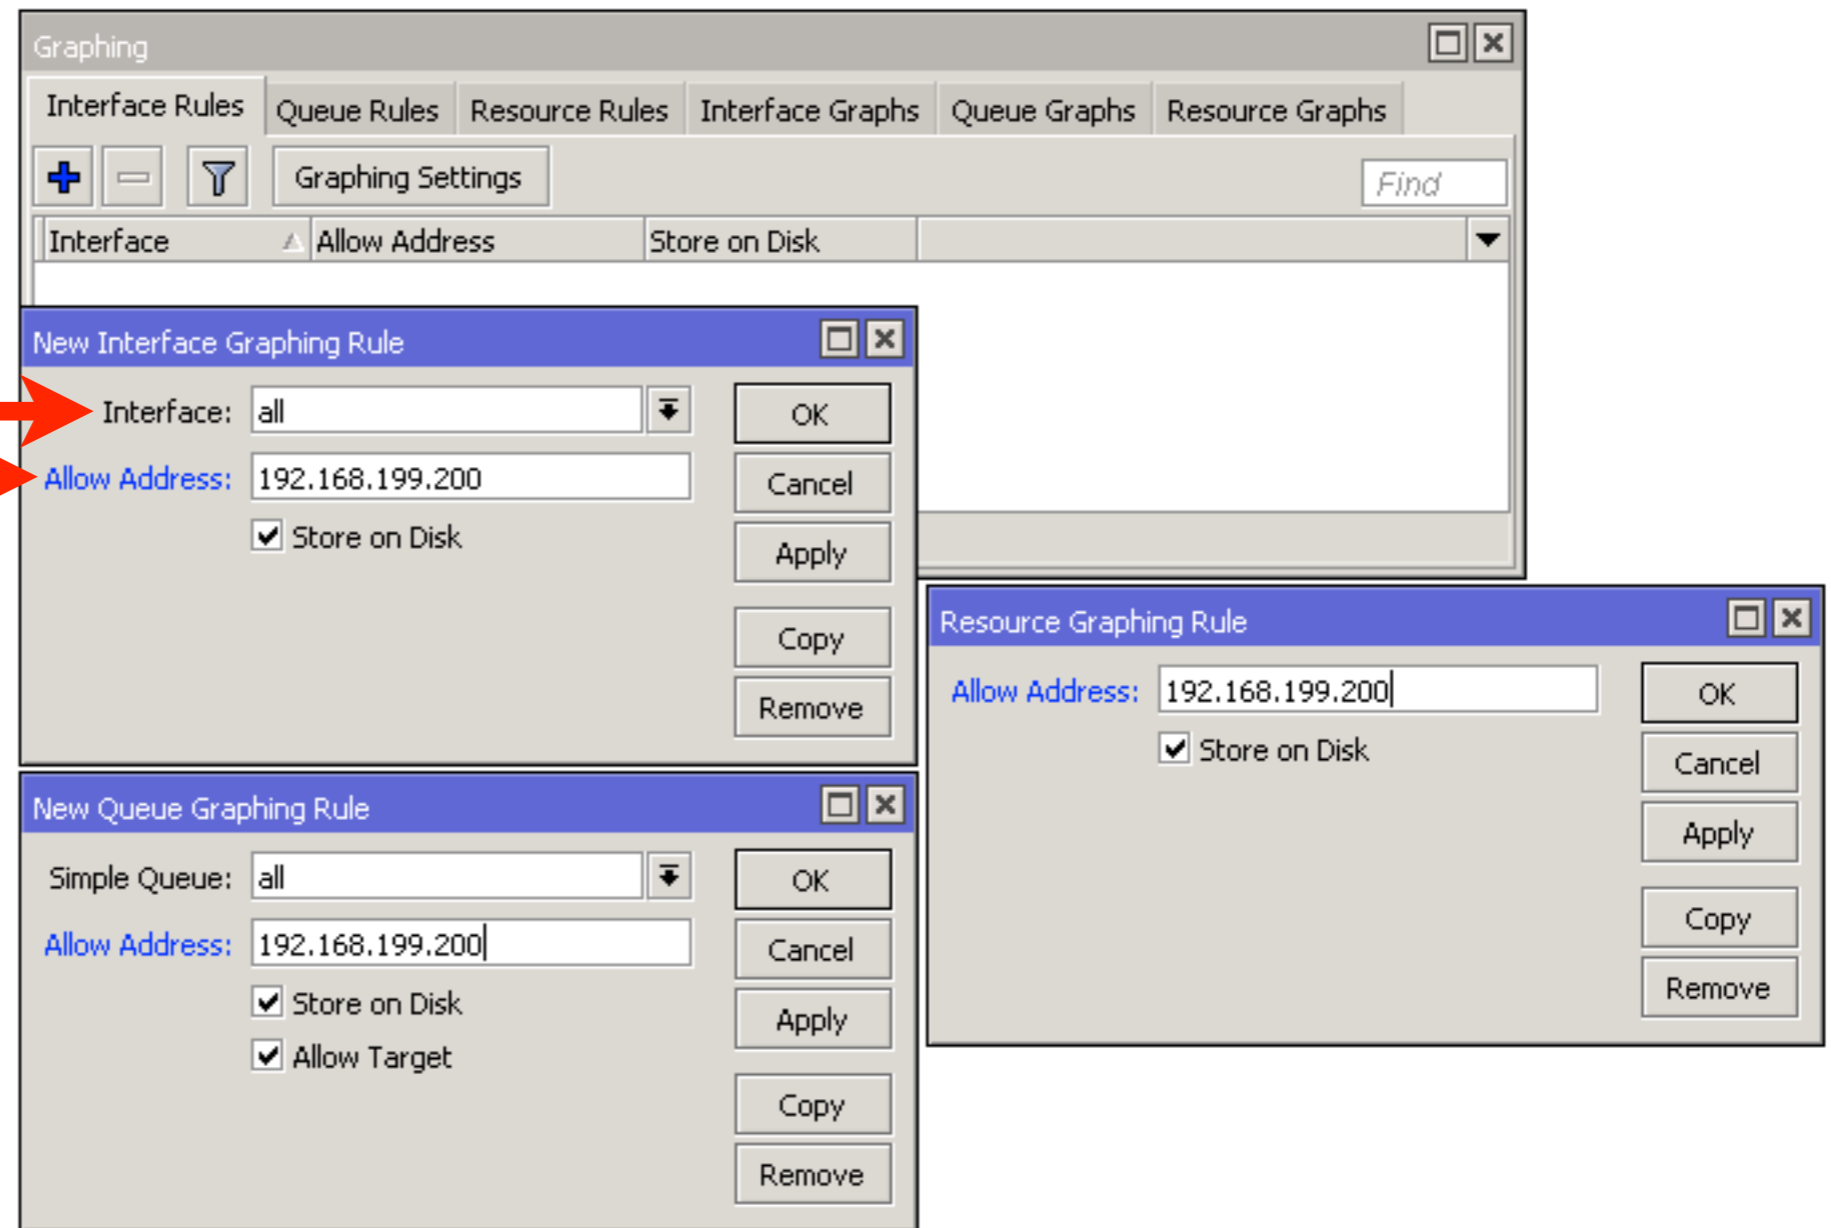 Graphing
Interface Rules Queue Rules Resource Rules Interface Graphs Queue Graphs Resource Graphs
Graphing Settings Find
Interface Allow Address Store on Disk
New Interface Graphing Rule
Interface: all OK
Allow Address: 192.168.199.200 Cancel
Store on Disk Apply
Copy
Remove
Resource Graphing Rule
Allow Address: 192.168.199.200 OK
Store on Disk Cancel
Apply
Copy
Remove
New Queue Graphing Rule
Simple Queue: all OK
Allow Address: 192.168.199.200 Cancel
Store on Disk Apply
Allow Target
Copy
Remove